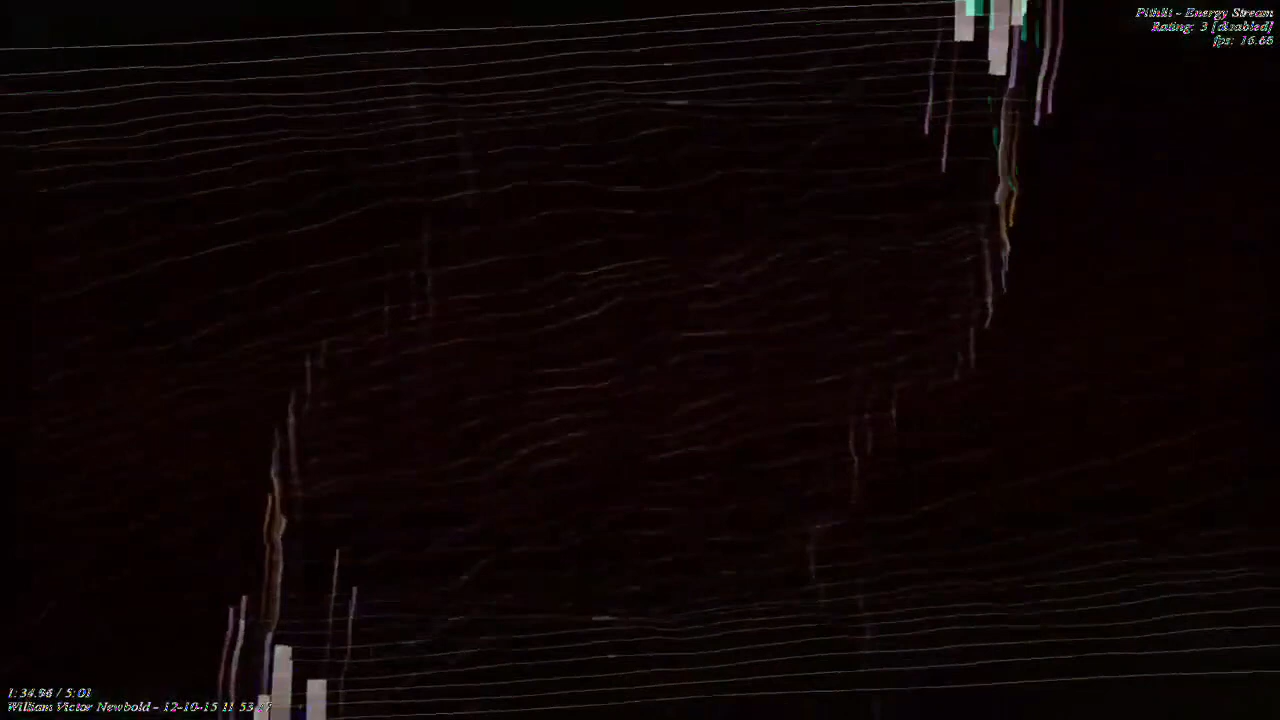 Energy Stream
Rating: 3 [disabled]
fps: 16.66
1:34.96 / 5:01
William Victor Newbold - 12-10-15 11 53